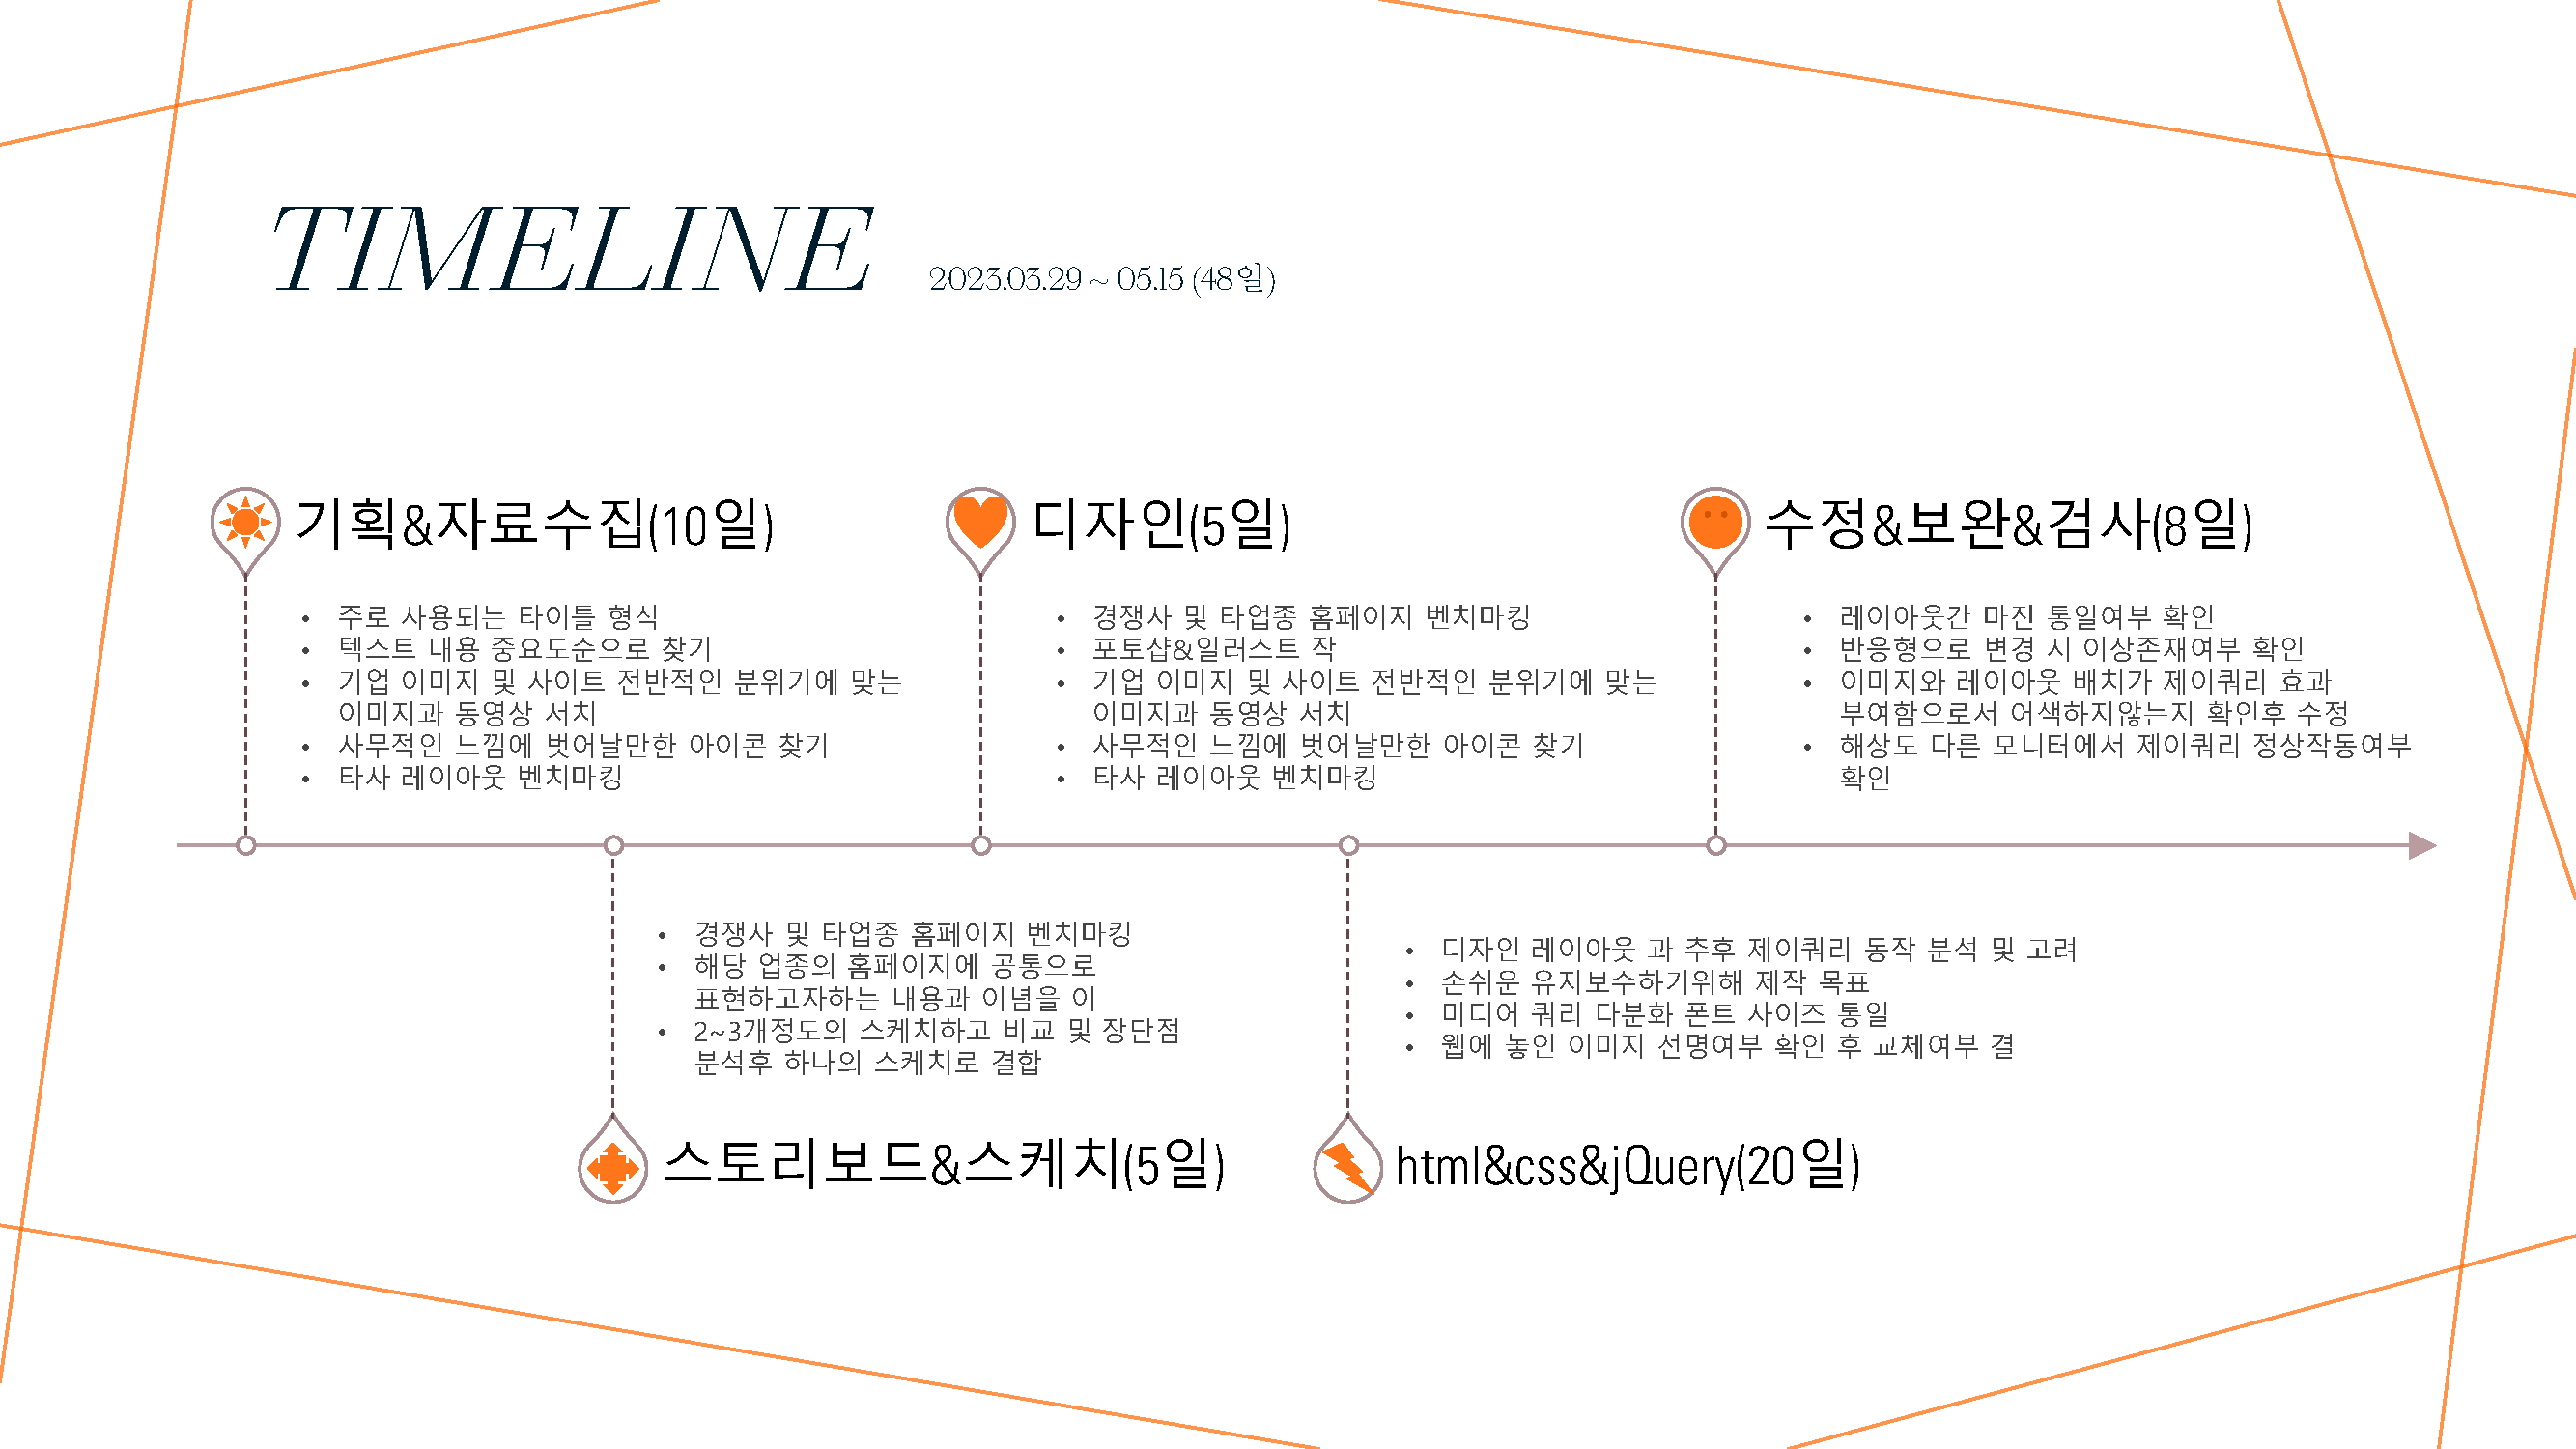 TIMELINE
2023.03.29 ~ 05.15 (48일)
기획&자료수집(10일)
• 주로 사용되는 타이틀 형식
• 텍스트 내용 중요도순으로 찾기
• 기업 이미지 및 사이트 전반적인 분위기에 맞는
이미지과 동영상 서치
• 사무적인 느낌에 벗어날만한 아이콘 찾기
• 타사 레이아웃 벤치마킹
디자인(5일)
• 경쟁사 및 타업종 홈페이지 벤치마킹
• 포토샵&일러스트 작
• 기업 이미지 및 사이트 전반적인 분위기에 맞는
이미지과 동영상 서치
• 사무적인 느낌에 벗어날만한 아이콘 찾기
• 타사 레이아웃 벤치마킹
수정&보완&검사(8일)
• 레이아웃간 마진 통일여부 확인
• 반응형으로 변경 시 이상존재여부 확인
• 이미지와 레이아웃 배치가 제이쿼리 효과
부여함으로서 어색하지않는지 확인후 수정
• 해상도 다른 모니터에서 제이쿼리 정상작동여부
확인
• 경쟁사 및 타업종 홈페이지 벤치마킹
• 해당 업종의 홈페이지에 공통으로
표현하고자하는 내용과 이념을 이
• 2~3개정도의 스케치하고 비교 및 장단점
분석후 하나의 스케치로 결합
스토리보드&스케치(5일)
• 디자인 레이아웃 과 추후 제이쿼리 동작 분석 및 고려
• 손쉬운 유지보수하기위해 제작 목표
• 미디어 쿼리 다분화 폰트 사이즈 통일
• 웹에 놓인 이미지 선명여부 확인 후 교체여부 결
html&css&jQuery(20일)